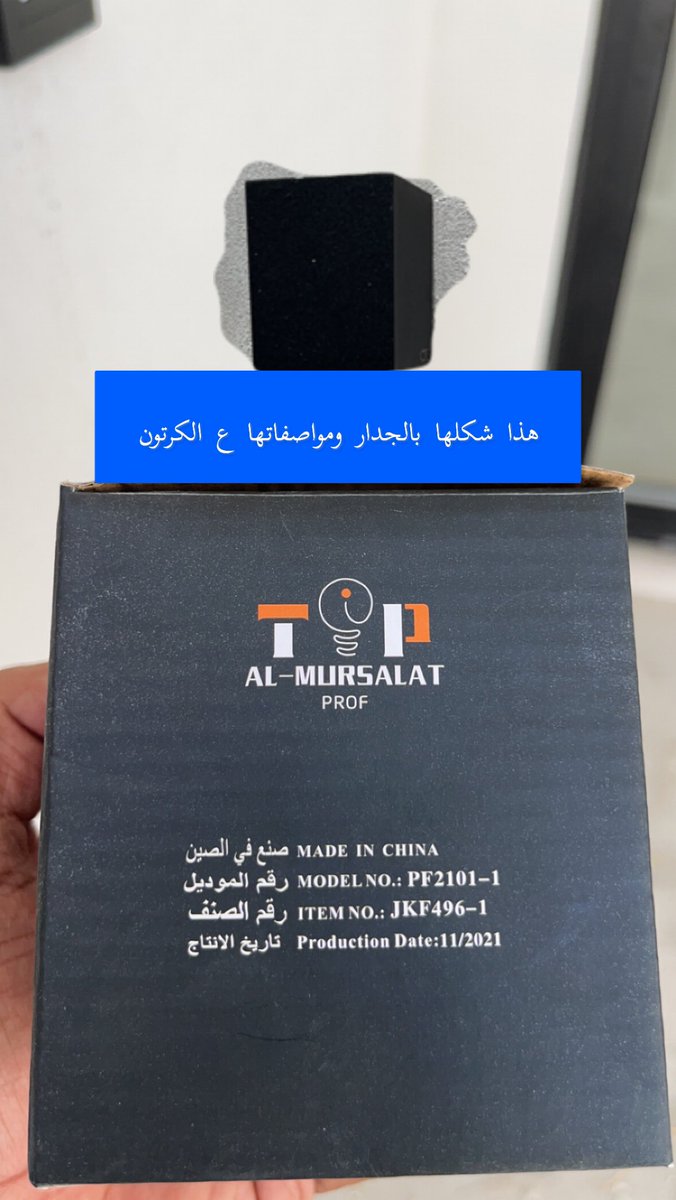 هذا شكلها بالجدار ومواصفاتها ع الكرتون
TiP
AL-MURSALAT
PROF
صنع في الصين MADE IN CHINA
رقم الموديل MODEL NO.: PF2101-1
رقم الصنف ITEM NO.: JKF496-1
تاريخ الانتاج Production Date:11/2021